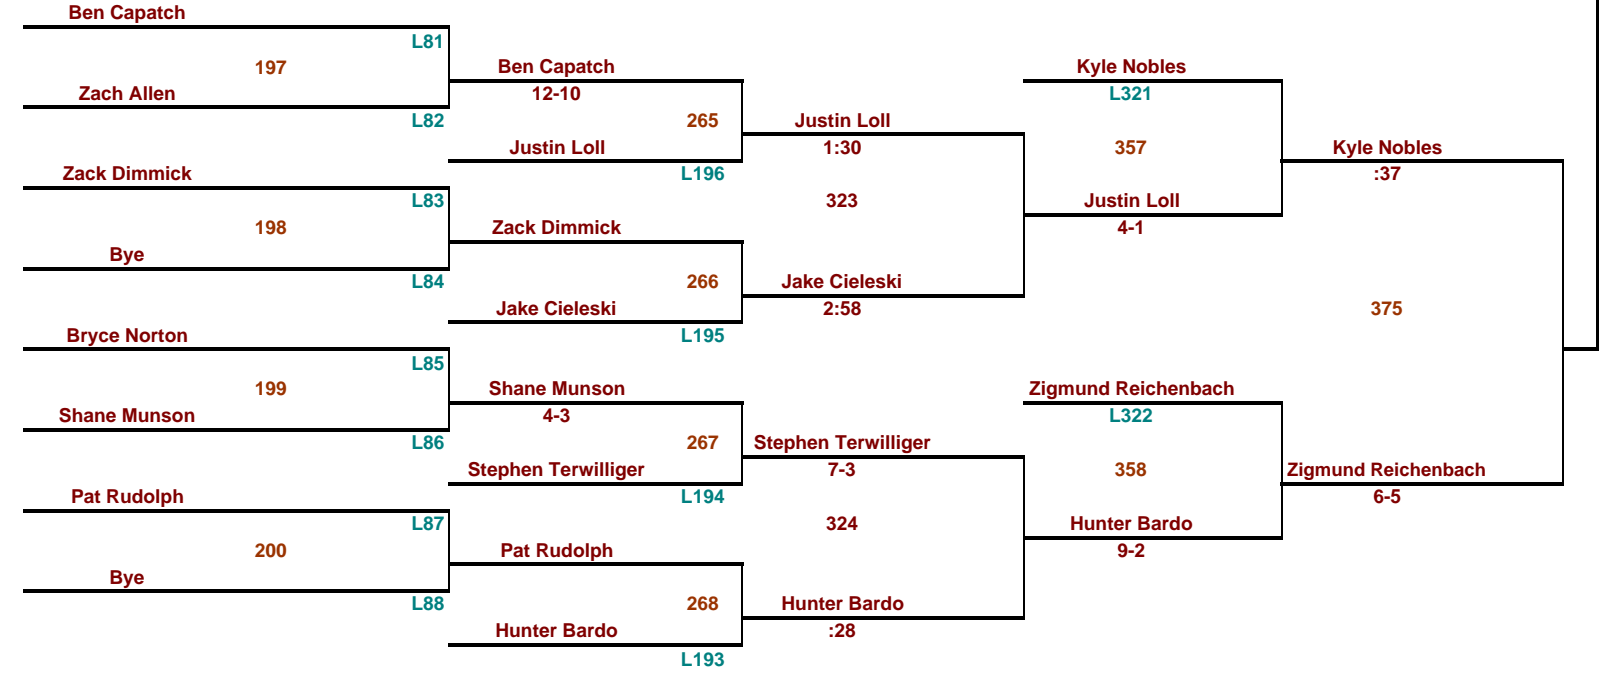 Ben Capatch
L81
197
Ben Capatch
Kyle Nobles
Zach Allen
12-10
L321
L82
265
Justin Loll
Justin Loll
1:30
357
Kyle Nobles
Zack Dimmick
L196
:37
L83
323
Justin Loll
198
Zack Dimmick
4-1
Bye
L84
266
Jake Cieleski
Jake Cieleski
2:58
375
Bryce Norton
L195
L85
199
Shane Munson
Zigmund Reichenbach
Shane Munson
4-3
L322
L86
267
Stephen Terwilliger
Stephen Terwilliger
7-3
358
Zigmund Reichenbach
Pat Rudolph
L194
6-5
L87
324
Hunter Bardo
200
Pat Rudolph
9-2
Bye
L88
268
Hunter Bardo
Hunter Bardo
:28
L193